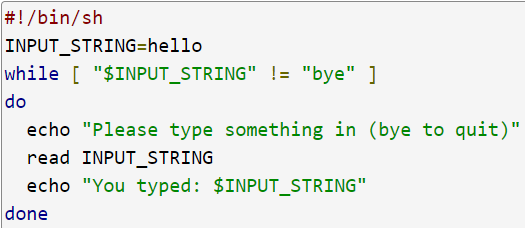 #!/bin/sh
INPUT_STRING=hello
while [ "$INPUT_STRING" != "bye" ]
do
  echo "Please type something in (bye to quit)"
  read INPUT_STRING
  echo "You typed: $INPUT_STRING"
done